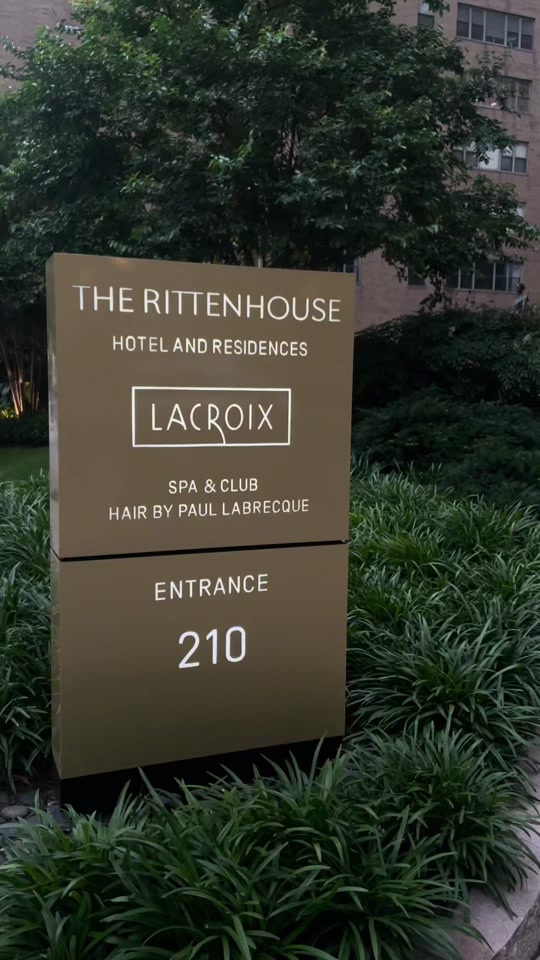 THE RITTENHOUSE
HOTEL AND RESIDENCES
LACROIX
SPA & CLUB
HAIR BY PAUL LABRECQUE
ENTRANCE
210